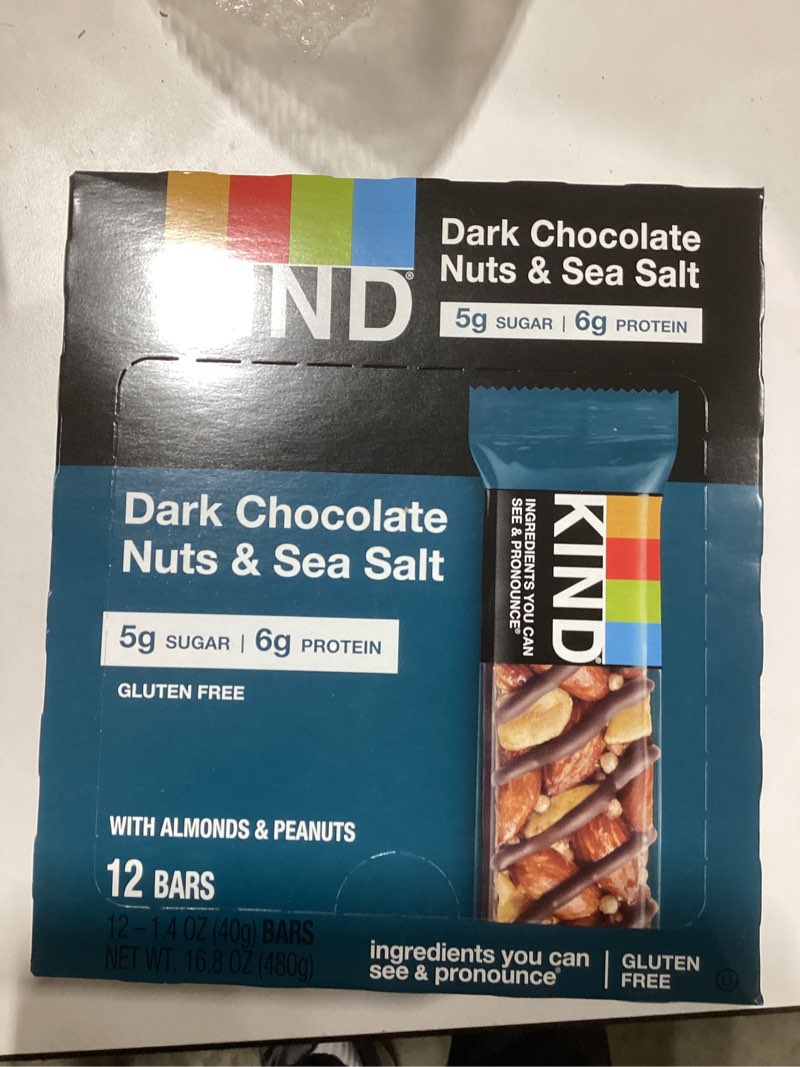 ND®
Dark Chocolate
Nuts & Sea Salt
5g SUGAR | 6g PROTEIN
Dark Chocolate
Nuts & Sea Salt
5g SUGAR | 6g PROTEIN
GLUTEN FREE
WITH ALMONDS & PEANUTS
12 BARS
12 – 1.4 OZ (40g) BARS
NET WT. 16.8 OZ (480g)
KIND®
INGREDIENTS YOU CAN
SEE & PRONOUNCE®
ingredients you can
see & pronounce®
GLUTEN
FREE
U